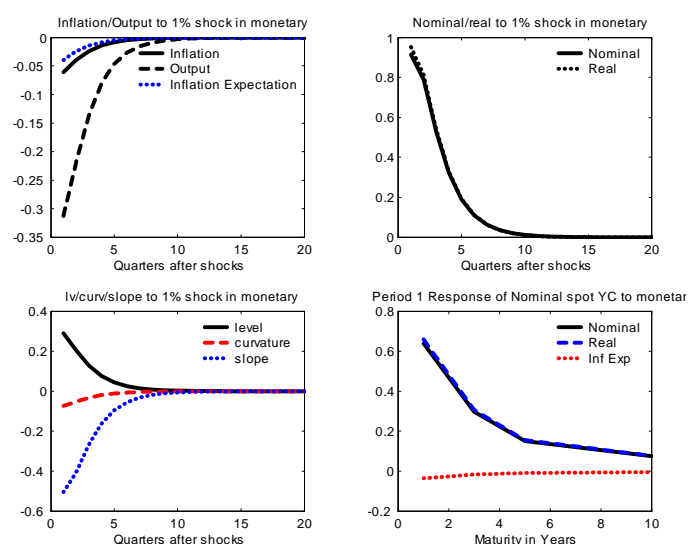 Inflation/Output to 1% shock in monetary
0
-0.05
-0.1
-0.15
-0.2
-0.25
-0.3
-0.35
Inflation
Output
Inflation Expectation
0 5 10 15 20
Quarters after shocks
Nominal/real to 1% shock in monetary
1
0.8
0.6
0.4
0.2
0
Nominal
Real
0 5 10 15 20
Quarters after shocks
lv/curv/slope to 1% shock in monetary
0.4
0.2
0
-0.2
-0.4
-0.6
level
curvature
slope
0 5 10 15 20
Quarters after shocks
Period 1 Response of Nominal spot YC to monetar
0.8
0.6
0.4
0.2
0
-0.2
Nominal
Real
Inf Exp
0 2 4 6 8 10
Maturity in Years